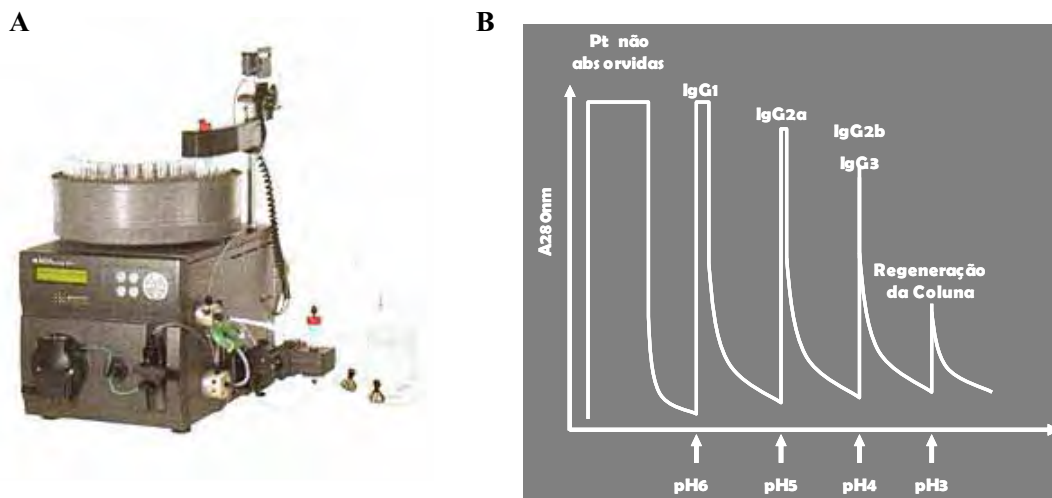 A
B
Pt não
abs orvidas
IgG1
IgG2a
IgG2b
IgG3
A280nm
Regeneração
da Coluna
pH6
pH5
pH4
pH3